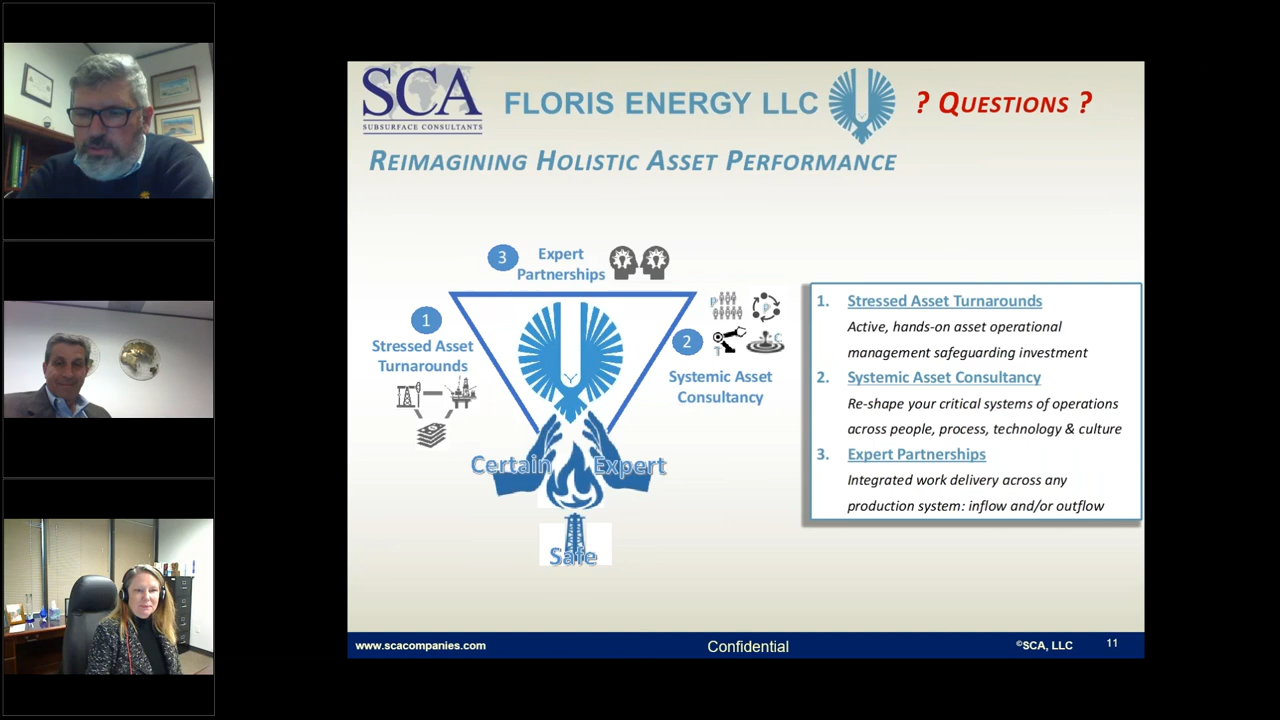 SCA
SUBSURFACE CONSULTANTS
FLORIS ENERGY LLC
? QUESTIONS ?
REIMAGINING HOLISTIC ASSET PERFORMANCE
3
Expert
Partnerships
1
Stressed Asset
Turnarounds
2
P
P
T
C
Systemic Asset
Consultancy
Certain
Expert
Safe
1. Stressed Asset Turnarounds
Active, hands-on asset operational
management safeguarding investment
2. Systemic Asset Consultancy
Re-shape your critical systems of operations
across people, process, technology & culture
3. Expert Partnerships
Integrated work delivery across any
production system: inflow and/or outflow
www.scacompanies.com
Confidential
©SCA, LLC
11